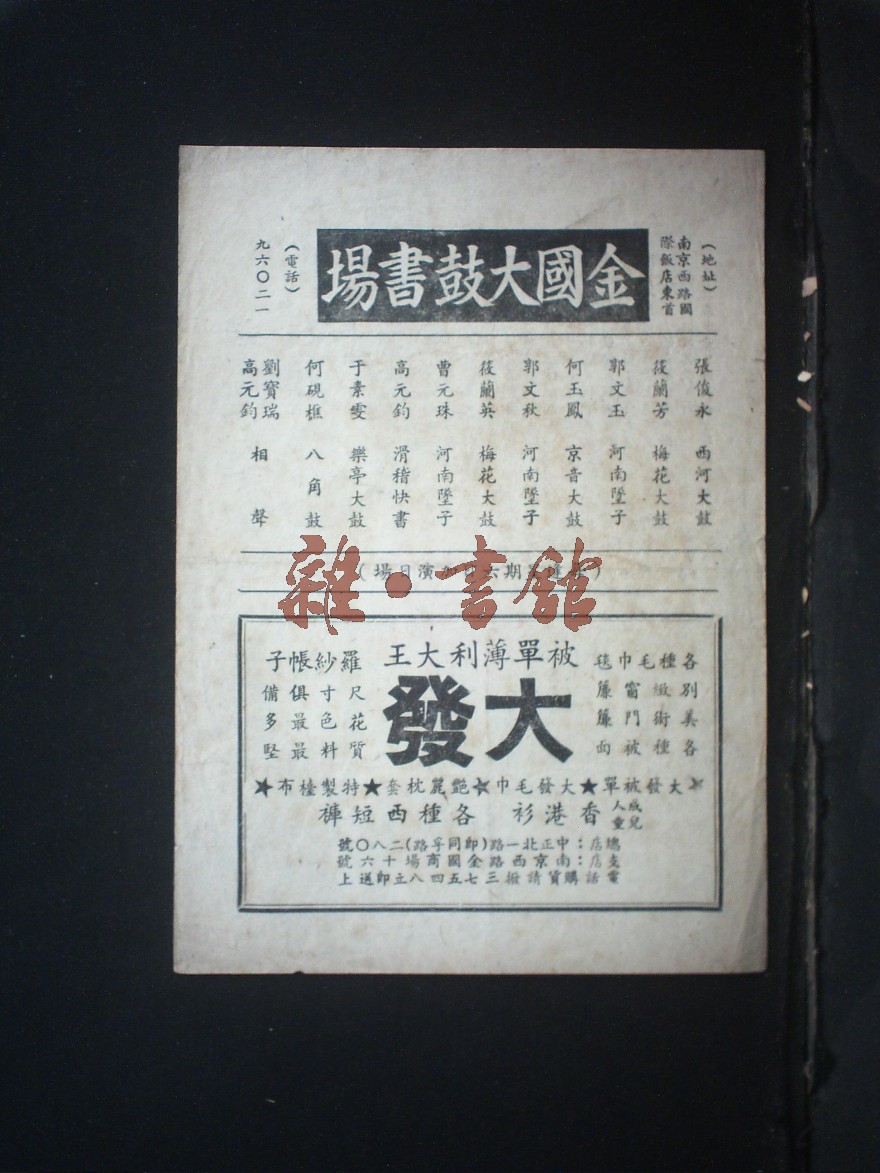 金國大鼓書場
（地址）
南京西路國
際飯店東首
（電話）
九六〇二一
張俊永 西河大鼓
筱蘭芳 梅花大鼓
郭文玉 河南墜子
何玉鳳 京音大鼓
郭文秋 河南墜子
筱蘭英 梅花大鼓
曹元珠 河南墜子
高元鈞 滑稽快書
于素雯 樂亭大鼓
何硯樵 八角鼓
劉寶瑞
高元鈞
相聲
期六 演日場）
雜·書館
被單薄利大王
大發
各種毛巾毯
別緻窗簾
美術門簾
各種被面
羅紗帳子
尺寸俱備
花色最多
質料最堅
★大發被單★大發毛巾★艷麗枕套★特製檯布★
成人
兒童
香港衫 各種西短褲
總店：中正北一路（即同孚路）二八〇號
支店：南京西路金國商場十六號
電話購貨請撥三七五四八立即送上